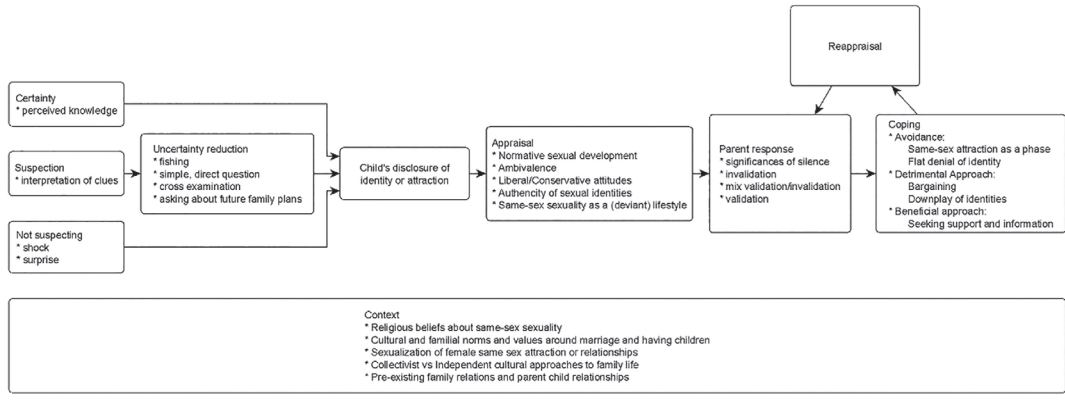 Reappraisal
Certainty
* perceived knowledge
Suspection
* interpretation of clues
Not suspecting
* shock
* surprise
Uncertainty reduction
* fishing
* simple, direct question
* cross examination
* asking about future family plans
Child's disclosure of
identity or attraction
Appraisal
* Normative sexual development
* Ambivalence
* Liberal/Conservative attitudes
* Authencity of sexual identities
* Same-sex sexuality as a (deviant) lifestyle
Parent response
* significances of silence
* invalidation
* mix validation/invalidation
* validation
Coping
* Avoidance:
Same-sex attraction as a phase
Flat denial of identity
* Detrimental Approach:
Bargaining
Downplay of identities
* Beneficial approach:
Seeking support and information
Context
* Religious beliefs about same-sex sexuality
* Cultural and familial norms and values around marriage and having children
* Sexualization of female same sex attraction or relationships
* Collectivist vs Independent cultural approaches to family life
* Pre-existing family relations and parent child relationships